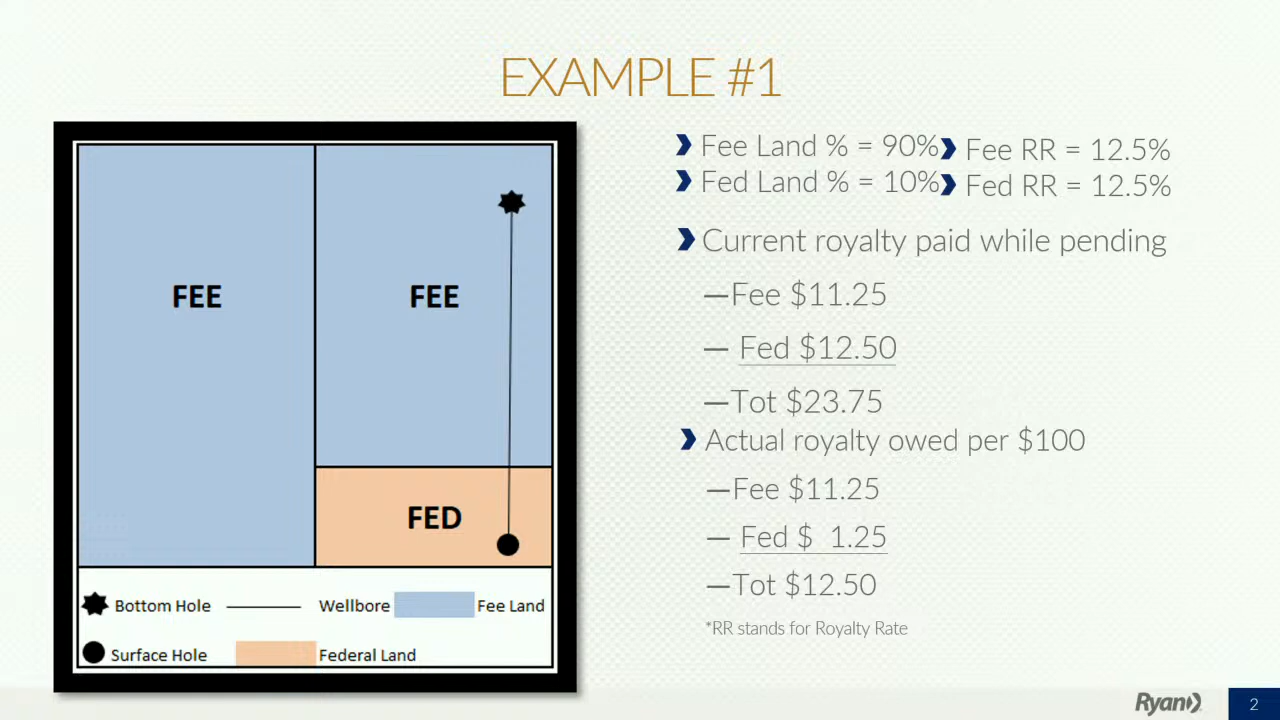 EXAMPLE #1
FEE
FEE
FED
Bottom Hole
Wellbore
Fee Land
Surface Hole
Federal Land
Fee Land % = 90%
Fed Land % = 10%
Fee RR = 12.5%
Fed RR = 12.5%
Current royalty paid while pending
—Fee $11.25
— Fed $12.50
—Tot $23.75
Actual royalty owed per $100
—Fee $11.25
— Fed $ 1.25
—Tot $12.50
*RR stands for Royalty Rate
Ryan
2